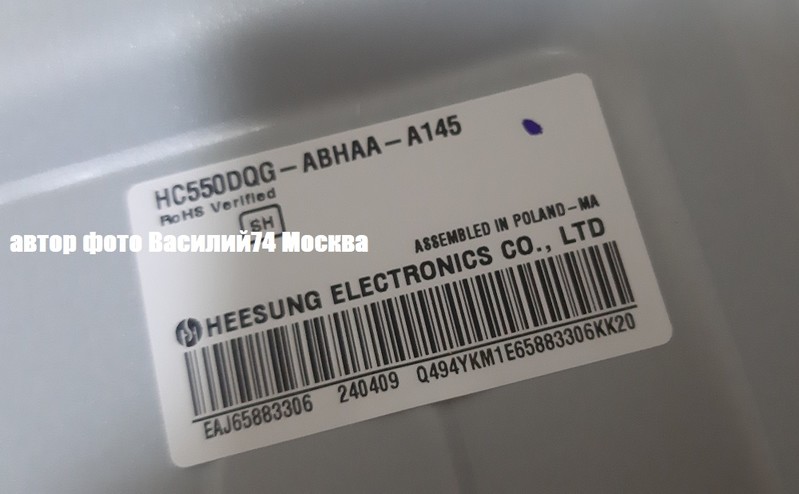 HC550DQG-ABHAA-A145
RoHS Verified
SH
ASSEMBLED IN POLAND-MA
автор фото Василий74 Москва
HEESUNG ELECTRONICS CO., LTD
EAJ65883306 240409 Q494YKM1E65883306KK20